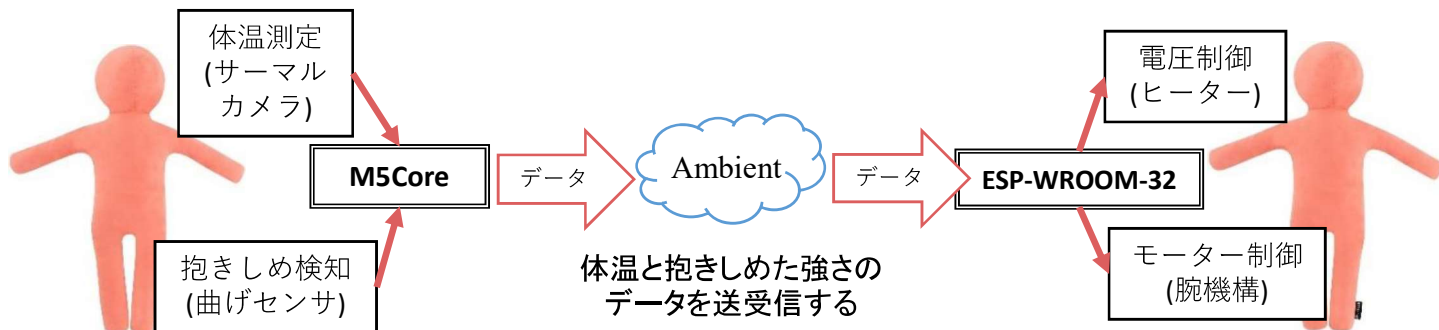 体温測定
(サーマル
カメラ)
M5Core
抱きしめ検知
(曲げセンサ)
データ
Ambient
体温と抱きしめた強さの
データを送受信する
データ
ESP-WROOM-32
電圧制御
(ヒーター)
モーター制御
(腕機構)